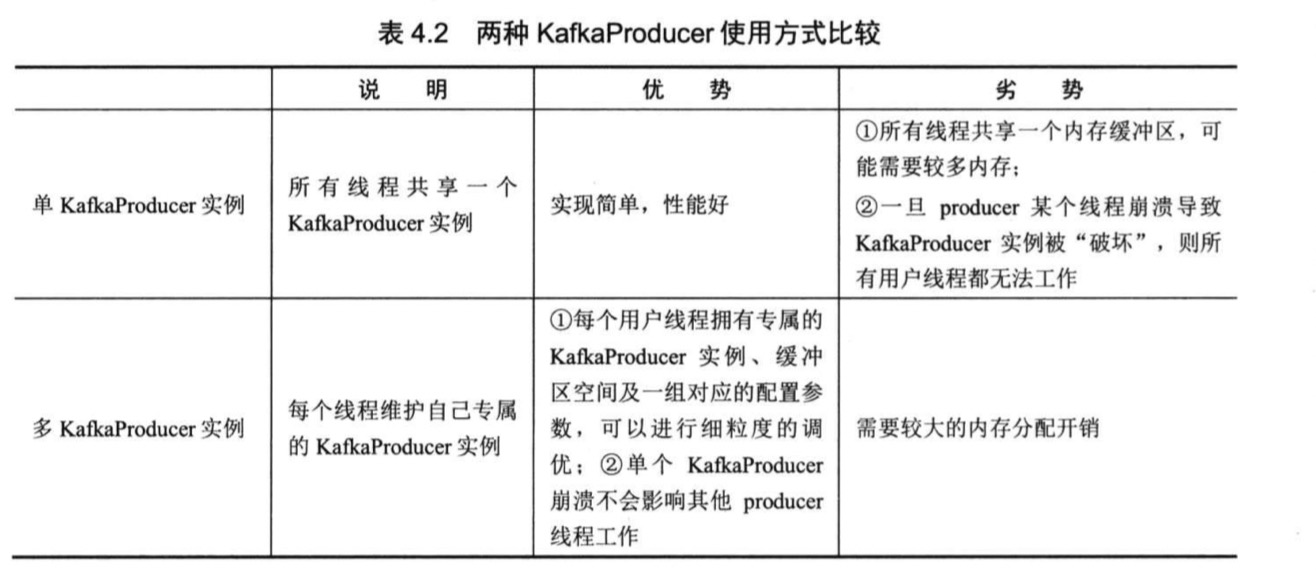 表 4.2 两种 KafkaProducer 使用方式比较
说 明 优 势 劣 势
单 KafkaProducer 实例
所有线程共享一个
KafkaProducer 实例
实现简单，性能好
①所有线程共享一个内存缓冲区，可
能需要较多内存；
②一旦 producer 某个线程崩溃导致
KafkaProducer 实例被“破坏”，则所
有用户线程都无法工作
多 KafkaProducer 实例
每个线程维护自己专属
的 KafkaProducer 实例
①每个用户线程拥有专属的
KafkaProducer 实例、缓冲
区空间及一组对应的配置参
数，可以进行细粒度的调
优；②单个 KafkaProducer
崩溃不会影响其他 producer
线程工作
需要较大的内存分配开销